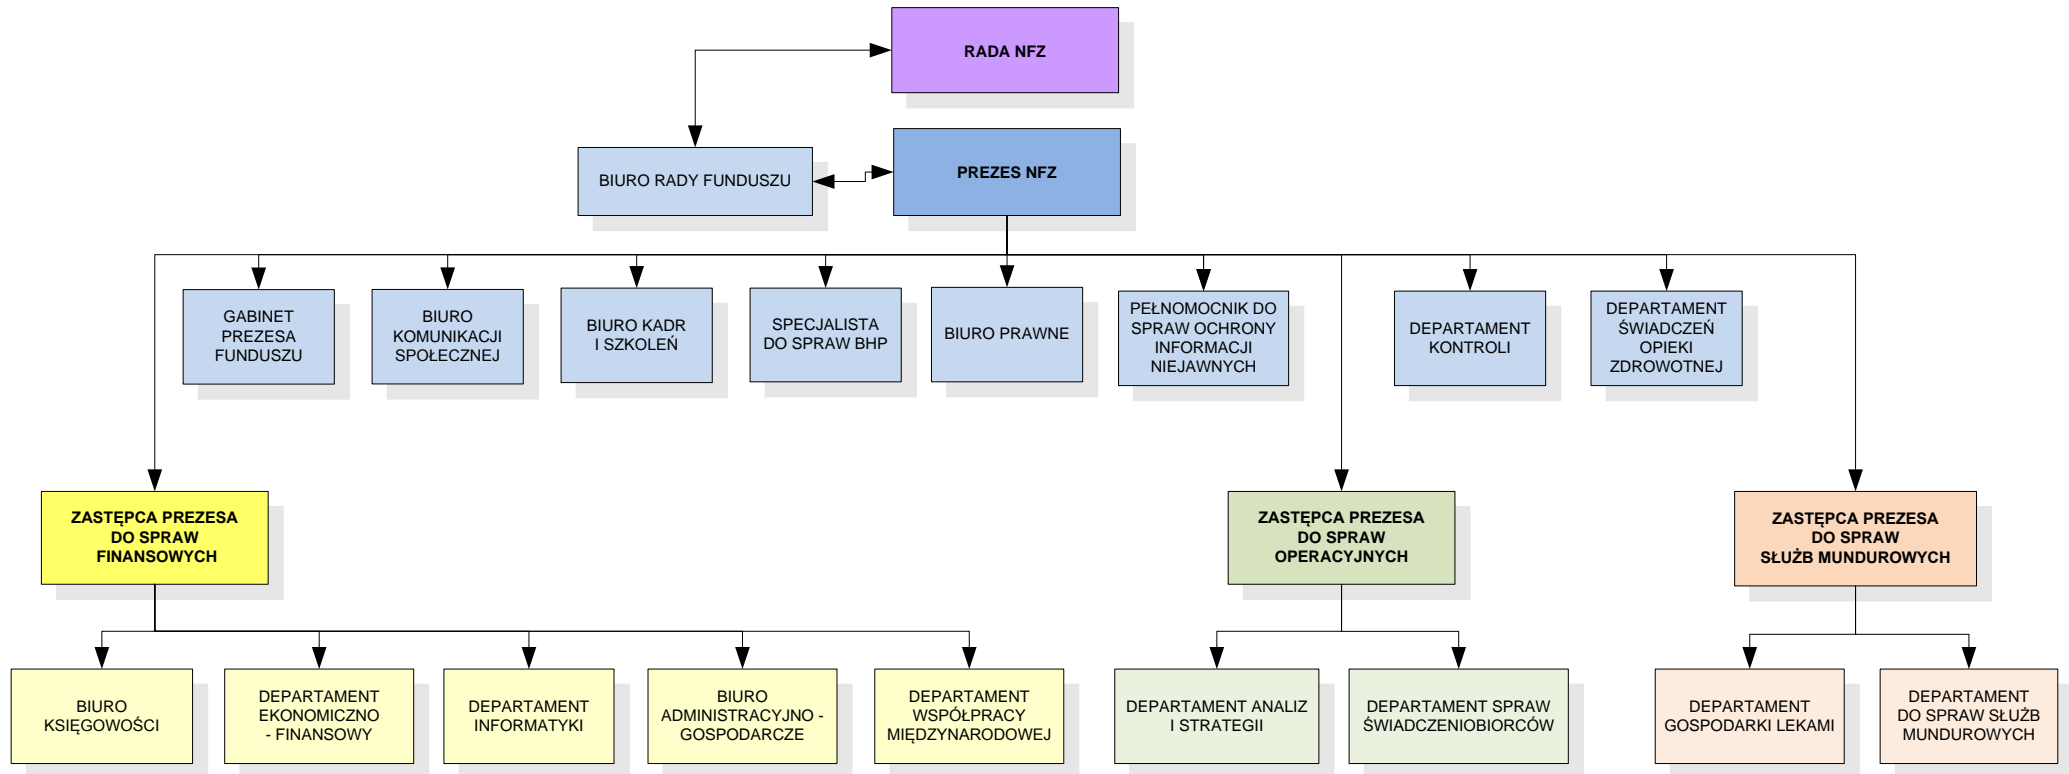 RADA NFZ
BIURO RADY FUNDUSZU
PREZES NFZ
GABINET
PREZESA
FUNDUSZU
BIURO
KOMUNIKACJI
SPOŁECZNEJ
BIURO KADR
I SZKOLEŃ
SPECJALISTA
DO SPRAW BHP
BIURO PRAWNE
PEŁNOMOCNIK DO
SPRAW OCHRONY
INFORMACJI
NIEJAWNYCH
DEPARTAMENT
KONTROLI
DEPARTAMENT
ŚWIADCZEŃ
OPIEKI
ZDROWOTNEJ
ZASTĘPCA PREZESA
DO SPRAW
FINANSOWYCH
ZASTĘPCA PREZESA
DO SPRAW
OPERACYJNYCH
ZASTĘPCA PREZESA
DO SPRAW
SŁUŻB MUNDUROWYCH
BIURO
KSIĘGOWOŚCI
DEPARTAMENT
EKONOMICZNO
- FINANSOWY
DEPARTAMENT
INFORMATYKI
BIURO
ADMINISTRACYJNO -
GOSPODARCZE
DEPARTAMENT
WSPÓŁPRACY
MIĘDZYNARODOWEJ
DEPARTAMENT ANALIZ
I STRATEGII
DEPARTAMENT SPRAW
ŚWIADCZENIOBIORCÓW
DEPARTAMENT
GOSPODARKI LEKAMI
DEPARTAMENT
DO SPRAW SŁUŻB
MUNDUROWYCH